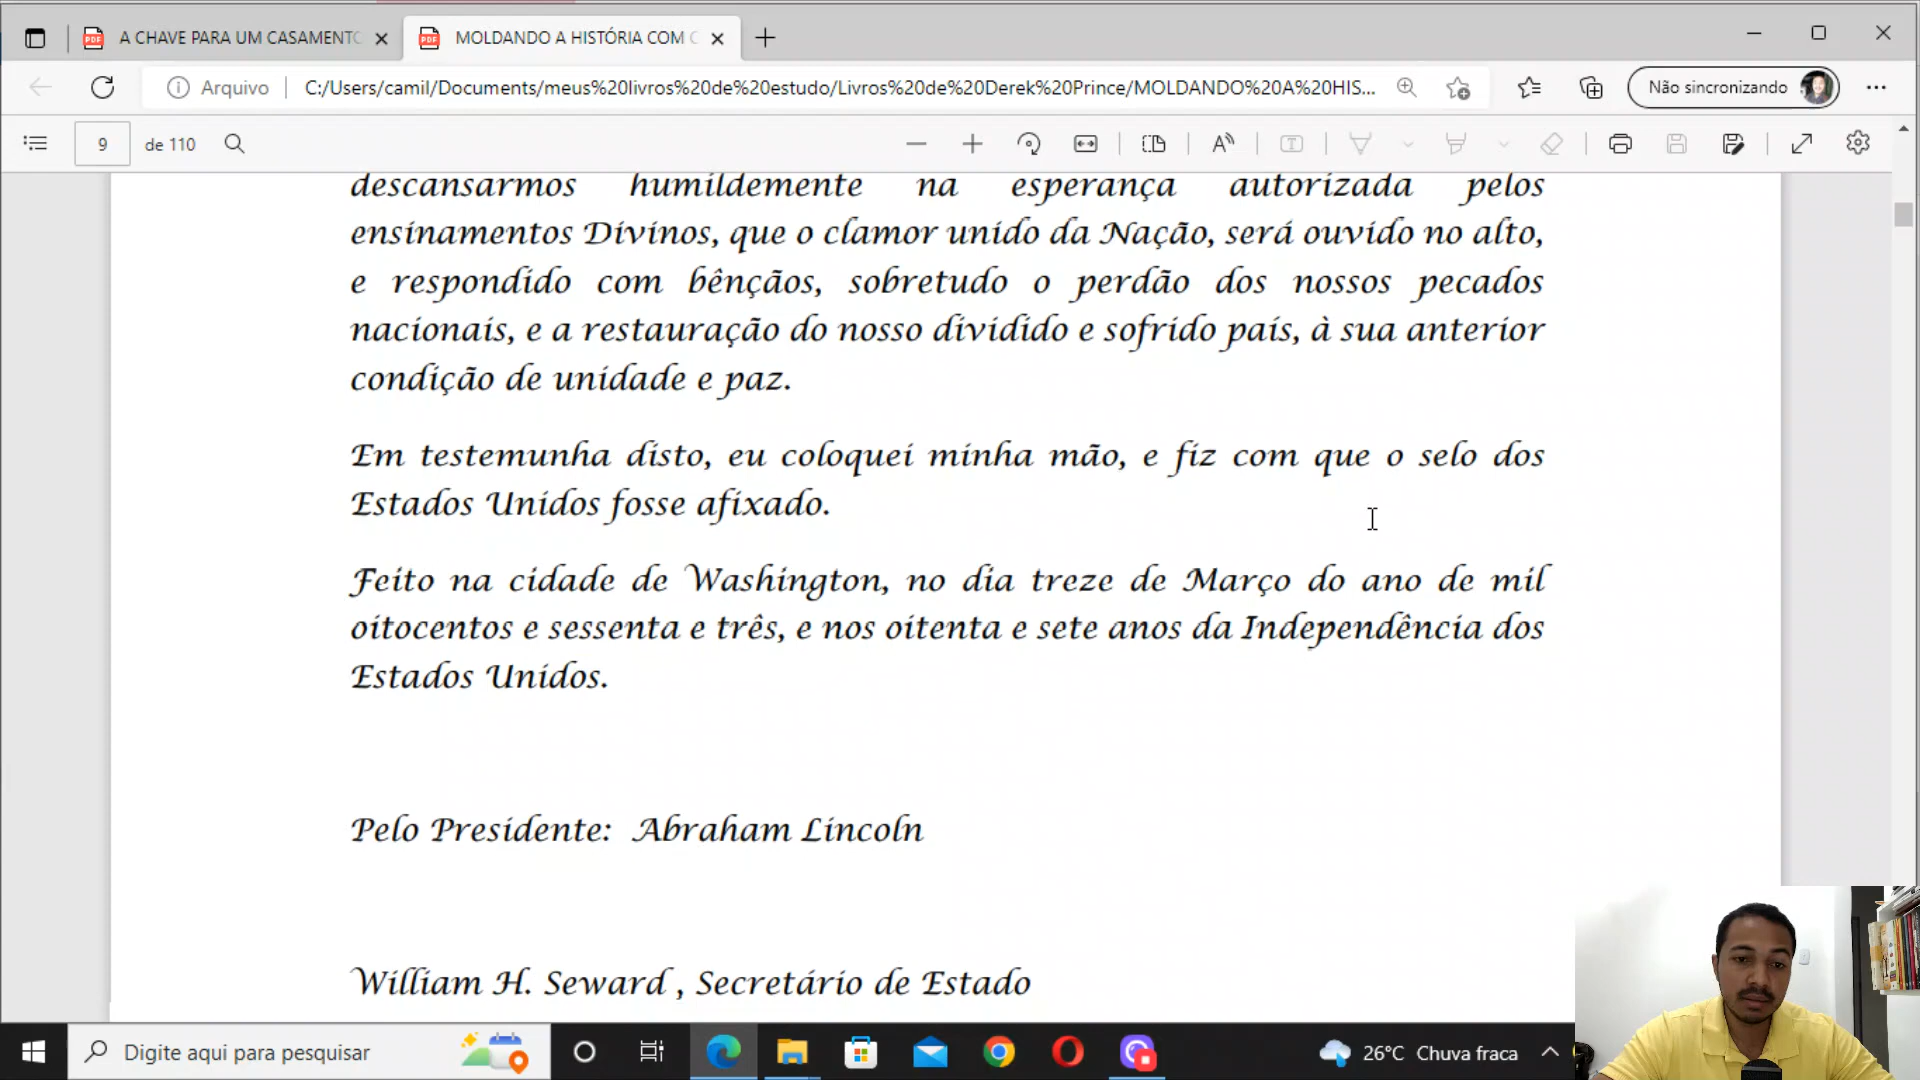 A CHAVE PARA UM CASAMENTO
MOLDANDO A HISTÓRIA COM
Arquivo
C:/Users/camil/Documents/meus%20livros%20de%20estudo/Livros%20de%20Derek%20Prince/MOLDANDO%20A%20HIS...
Não sincronizando
9 de 110
descansarmos humildemente na esperança autorizada pelos
ensinamentos Divinos, que o clamor unido da Nação, será ouvido no alto,
e respondido com bênçãos, sobretudo o perdão dos nossos pecados
nacionais, e a restauração do nosso dividido e sofrido país, à sua anterior
condição de unidade e paz.
Em testemunha disto, eu coloquei minha mão, e fiz com que o selo dos
Estados Unidos fosse afixado.
Feito na cidade de Washington, no dia treze de Março do ano de mil
oitocentos e sessenta e três, e nos oitenta e sete anos da Independência dos
Estados Unidos.
Pelo Presidente: Abraham Lincoln
William H. Seward , Secretário de Estado
Digite aqui para pesquisar
26°C Chuva fraca